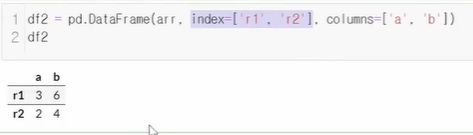 1 df2 = pd.DataFrame(arr, index=['r1', 'r2'], columns=['a', 'b'])
2 df2
a b
r1 3 6
r2 2 4